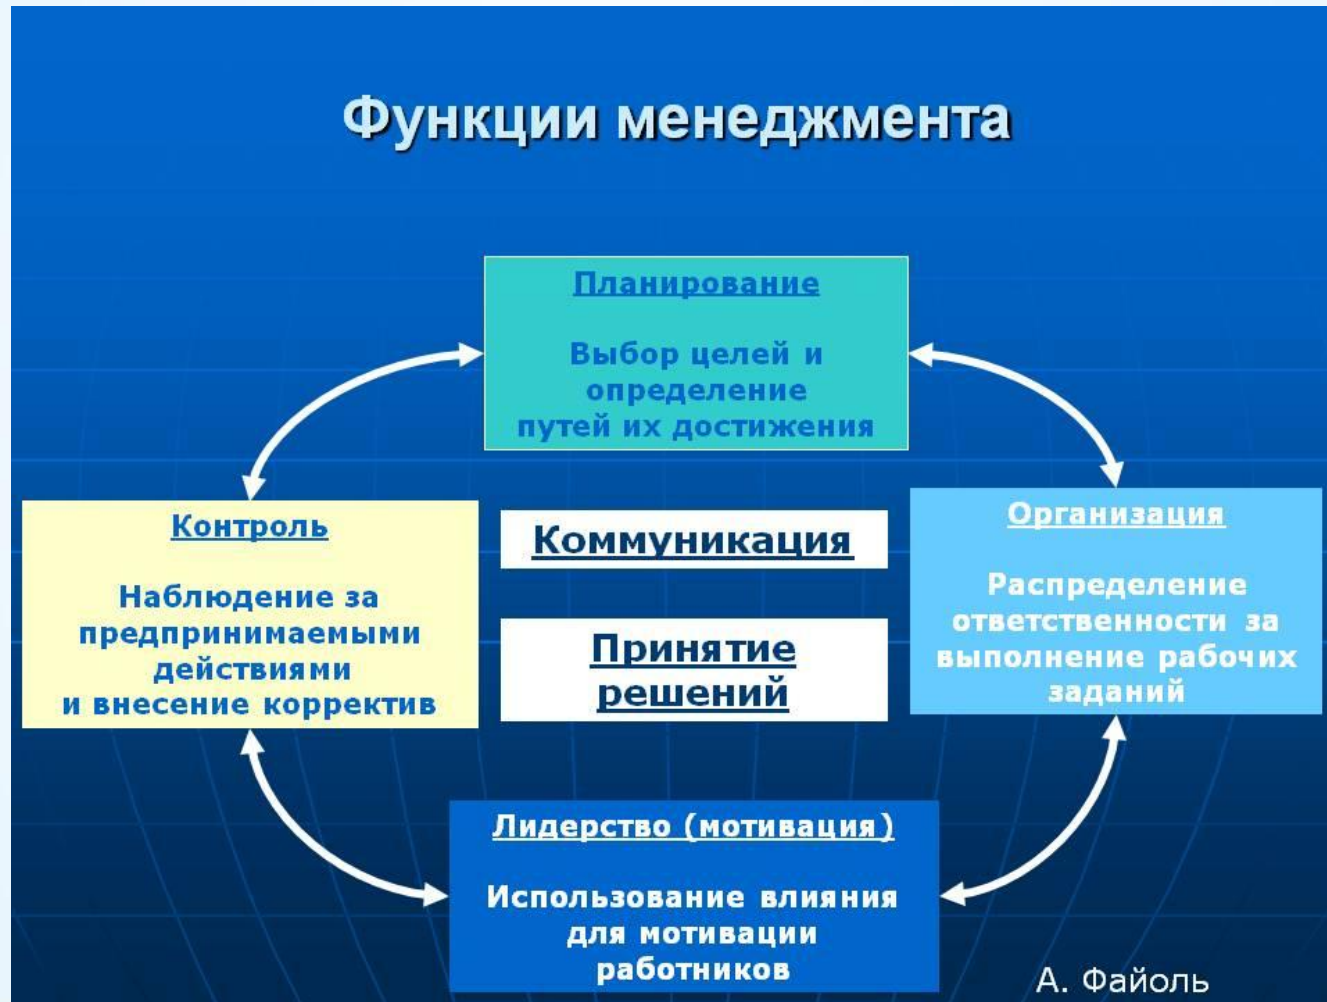 Функции менеджмента
Планирование
Выбор целей и
определение
путей их достижения
Контроль
Наблюдение за
предпринимаемыми
действиями
и внесение корректив
Коммуникация
Принятие
решений
Организация
Распределение
ответственности за
выполнение рабочих
заданий
Лидерство (мотивация)
Использование влияния
для мотивации
работников
А. Файоль